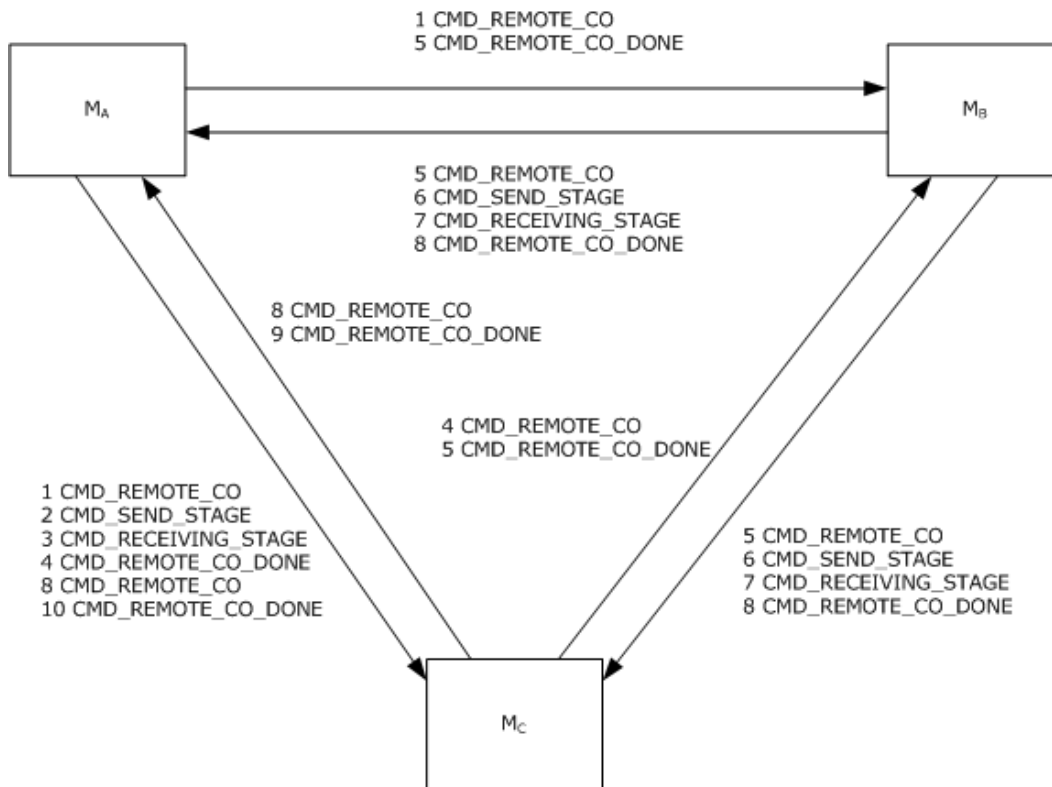 1 CMD_REMOTE_CO
5 CMD_REMOTE_CO_DONE
MA
MB
5 CMD_REMOTE_CO
6 CMD_SEND_STAGE
7 CMD_RECEIVING_STAGE
8 CMD_REMOTE_CO_DONE
8 CMD_REMOTE_CO
9 CMD_REMOTE_CO_DONE
4 CMD_REMOTE_CO
5 CMD_REMOTE_CO_DONE
1 CMD_REMOTE_CO
2 CMD_SEND_STAGE
3 CMD_RECEIVING_STAGE
4 CMD_REMOTE_CO_DONE
8 CMD_REMOTE_CO
10 CMD_REMOTE_CO_DONE
5 CMD_REMOTE_CO
6 CMD_SEND_STAGE
7 CMD_RECEIVING_STAGE
8 CMD_REMOTE_CO_DONE
MC